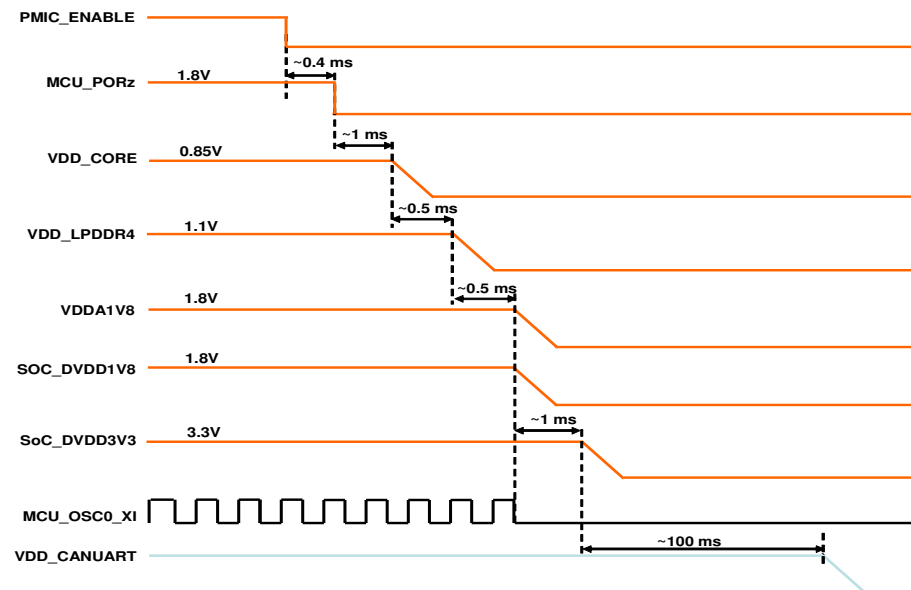 PMIC_ENABLE
~0.4 ms
MCU_PORz 1.8V
~1 ms
VDD_CORE 0.85V
~0.5 ms
VDD_LPDDR4 1.1V
~0.5 ms
VDDA1V8 1.8V
SOC_DVDD1V8 1.8V
~1 ms
SoC_DVDD3V3 3.3V
MCU_OSC0_XI
~100 ms
VDD_CANUART